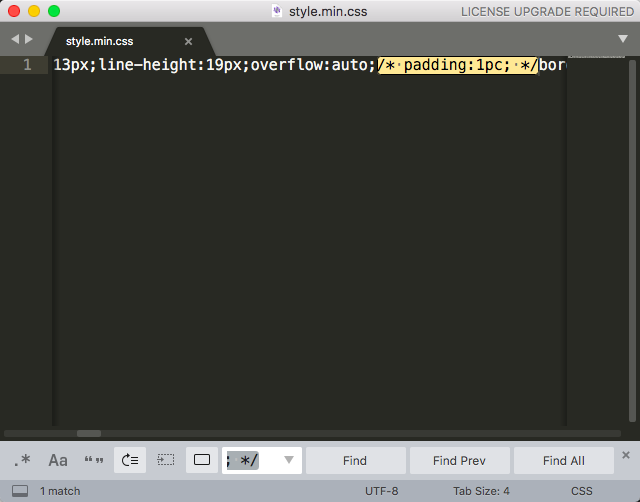 style.min.css
LICENSE UPGRADE REQUIRED
style.min.css
1 13px;line-height:19px;overflow:auto;/* padding:1pc; */bor
.* Aa “” ; */ Find Find Prev Find All
1 match UTF-8 Tab Size: 4 CSS